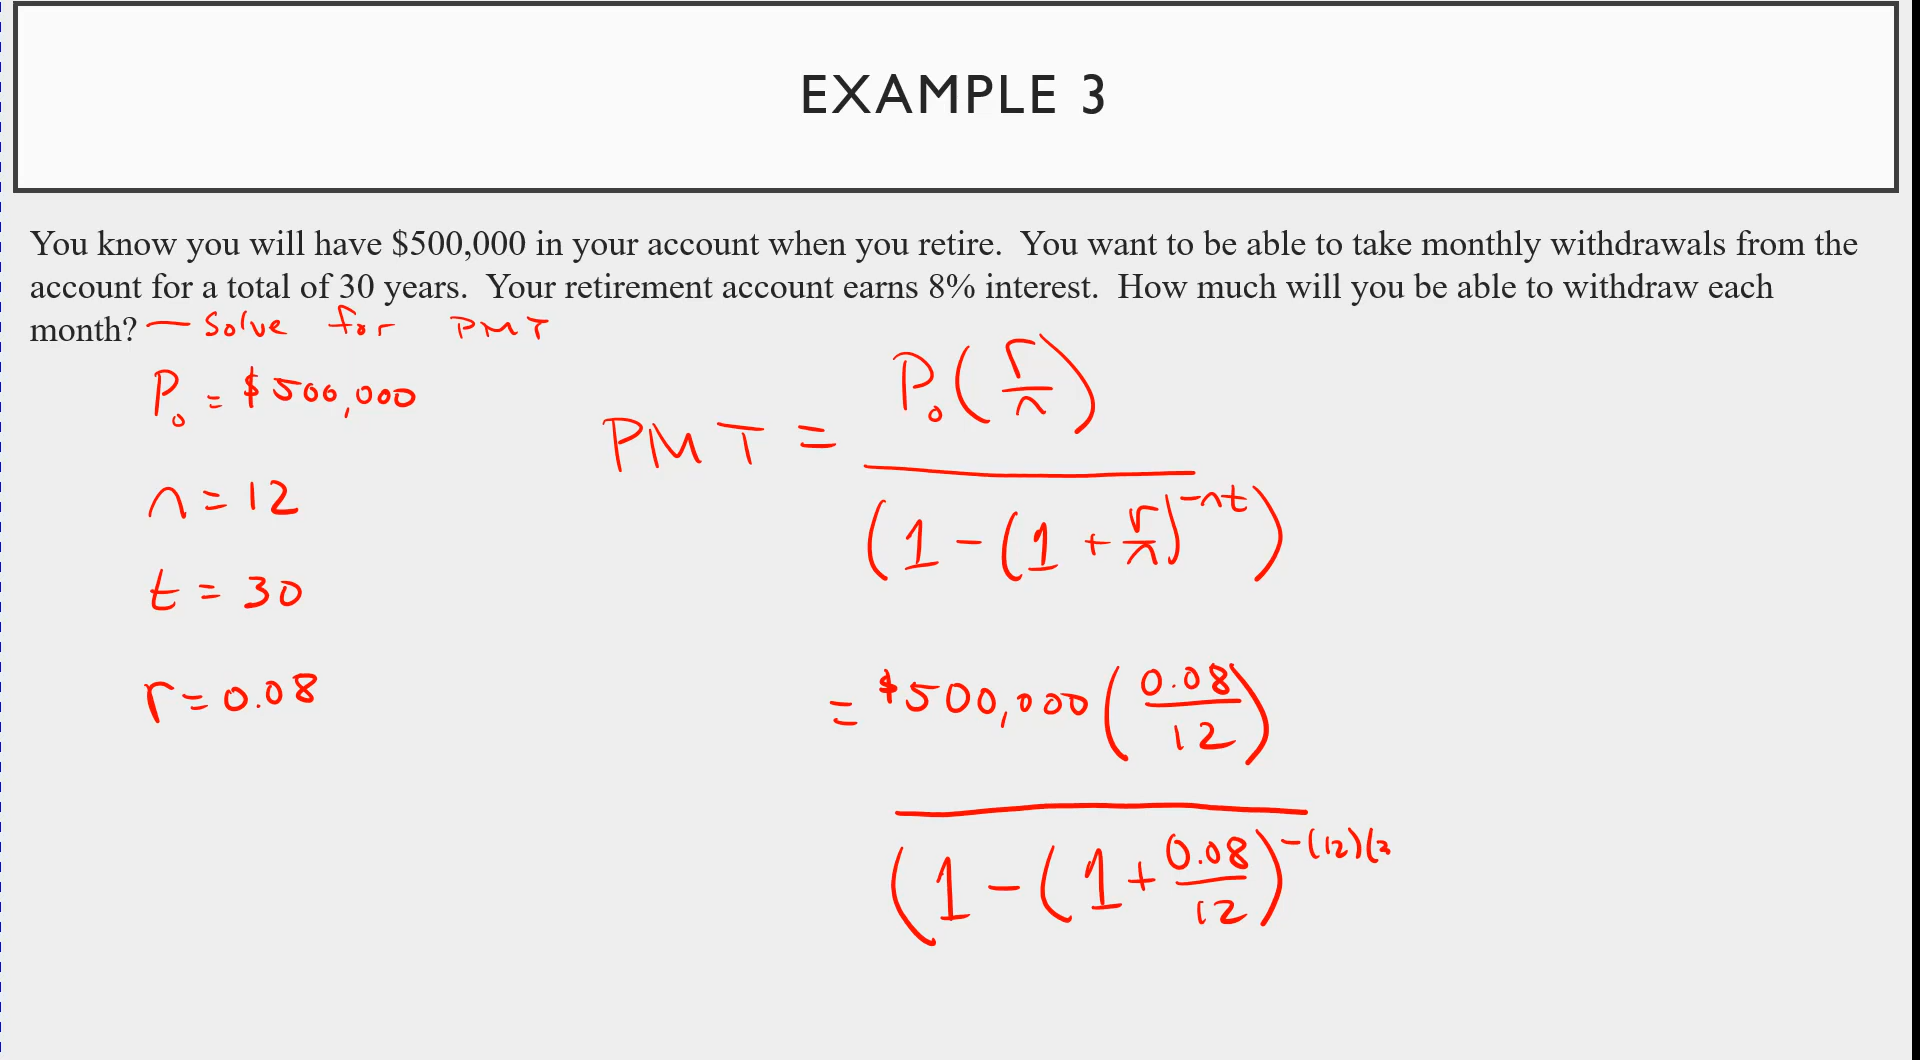 EXAMPLE 3
You know you will have $500,000 in your account when you retire. You want to be able to take monthly withdrawals from the
account for a total of 30 years. Your retirement account earns 8% interest. How much will you be able to withdraw each
month? — Solve for PMT
P₀ = $500,000
n = 12
t = 30
r = 0.08
PMT = P₀ (r/n)
(1 - (1 + r/n)^-nt)
= $500,000 (0.08/12)
(1 - (1 + 0.08/12)^-(12)(3